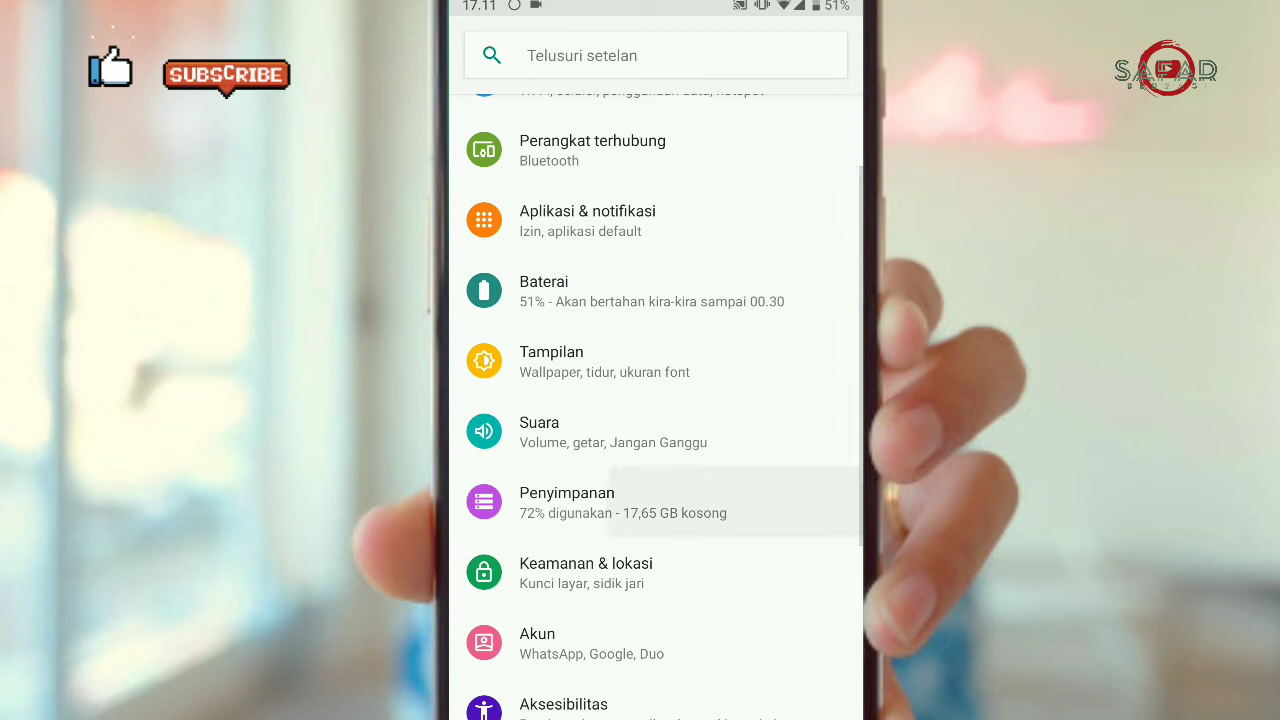 17.11 51%
SUBSCRIBE
SAFAR
Telusuri setelan
Perangkat terhubung
Bluetooth
Aplikasi & notifikasi
Izin, aplikasi default
Baterai
51% - Akan bertahan kira-kira sampai 00.30
Tampilan
Wallpaper, tidur, ukuran font
Suara
Volume, getar, Jangan Ganggu
Penyimpanan
72% digunakan - 17,65 GB kosong
Keamanan & lokasi
Kunci layar, sidik jari
Akun
WhatsApp, Google, Duo
Aksesibilitas